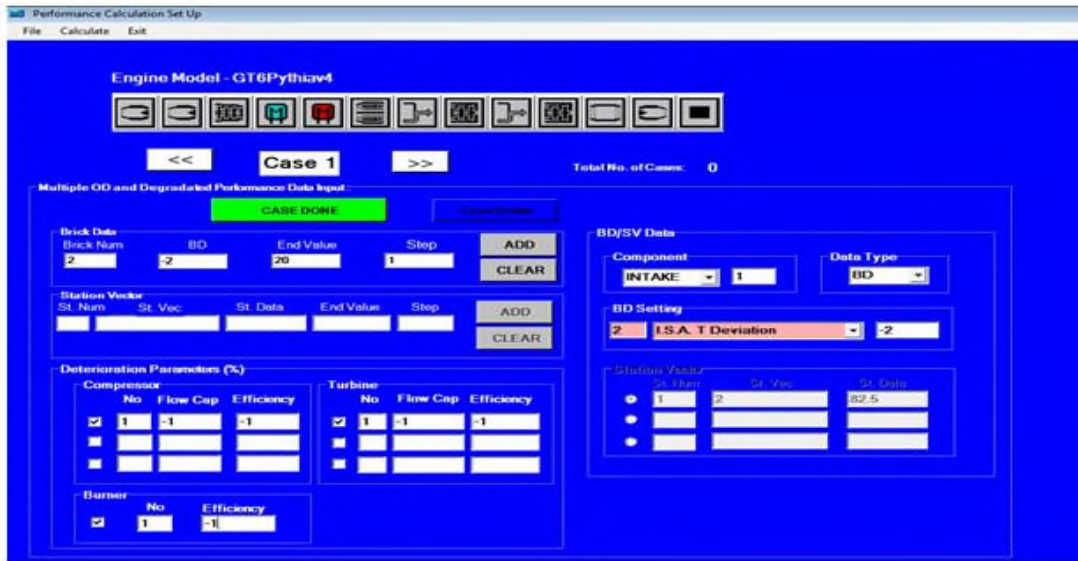 Performance Calculation Set Up
File Calculate Exit
Engine Model - GT6Pythiav4
<< Case 1 >> Total No. of Cases: 0
Multiple OD and Degradated Performance Data Input :
CASE DONE
Brick Data
Brick Num BD End Value Step ADD
2 -2 20 1
CLEAR
Station Vector
St. Num St. Vec St. Data End Value Step ADD
CLEAR
Deterioration Parameters (%)
Compressor
No Flow Cap Efficiency
1 -1 -1
Turbine
No Flow Cap Efficiency
1 -1 -1
Burner
No Efficiency
1 -1
BD/SV Data
Component
INTAKE 1
Data Type
BD
BD Setting
2 I.S.A. T Deviation -2
Station Vector
St. Num St. Vec St. Data
1 2 82.5